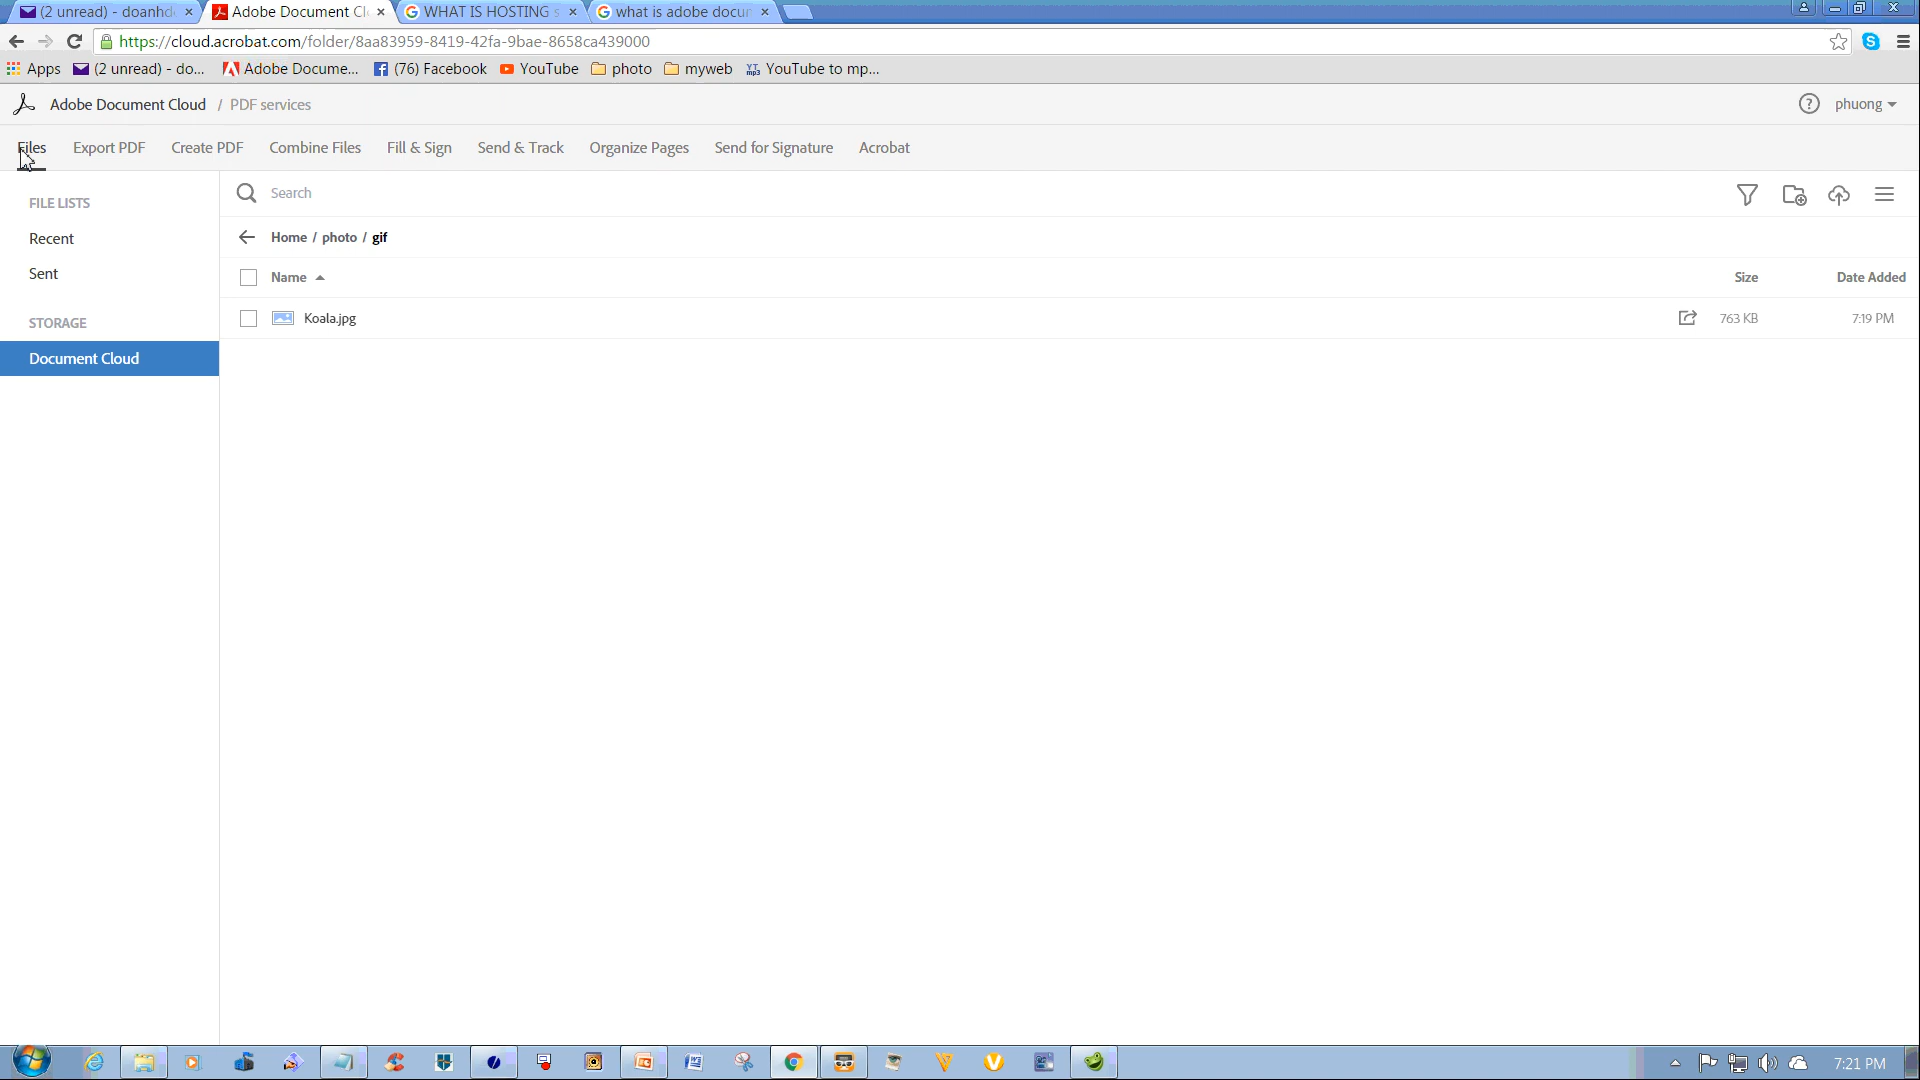 (2 unread) - doanhd
Adobe Document Cl
WHAT IS HOSTING s
what is adobe docum
https://cloud.acrobat.com/folder/8aa83959-8419-42fa-9bae-8658ca439000
Apps (2 unread) - do... Adobe Docume... (76) Facebook YouTube photo myweb YouTube to mp...
Adobe Document Cloud / PDF services
phuong
Files Export PDF Create PDF Combine Files Fill & Sign Send & Track Organize Pages Send for Signature Acrobat
FILE LISTS
Recent
Sent
STORAGE
Document Cloud
Search
Home / photo / gif
Name Size Date Added
Koala.jpg 763 KB 7:19 PM
7:21 PM